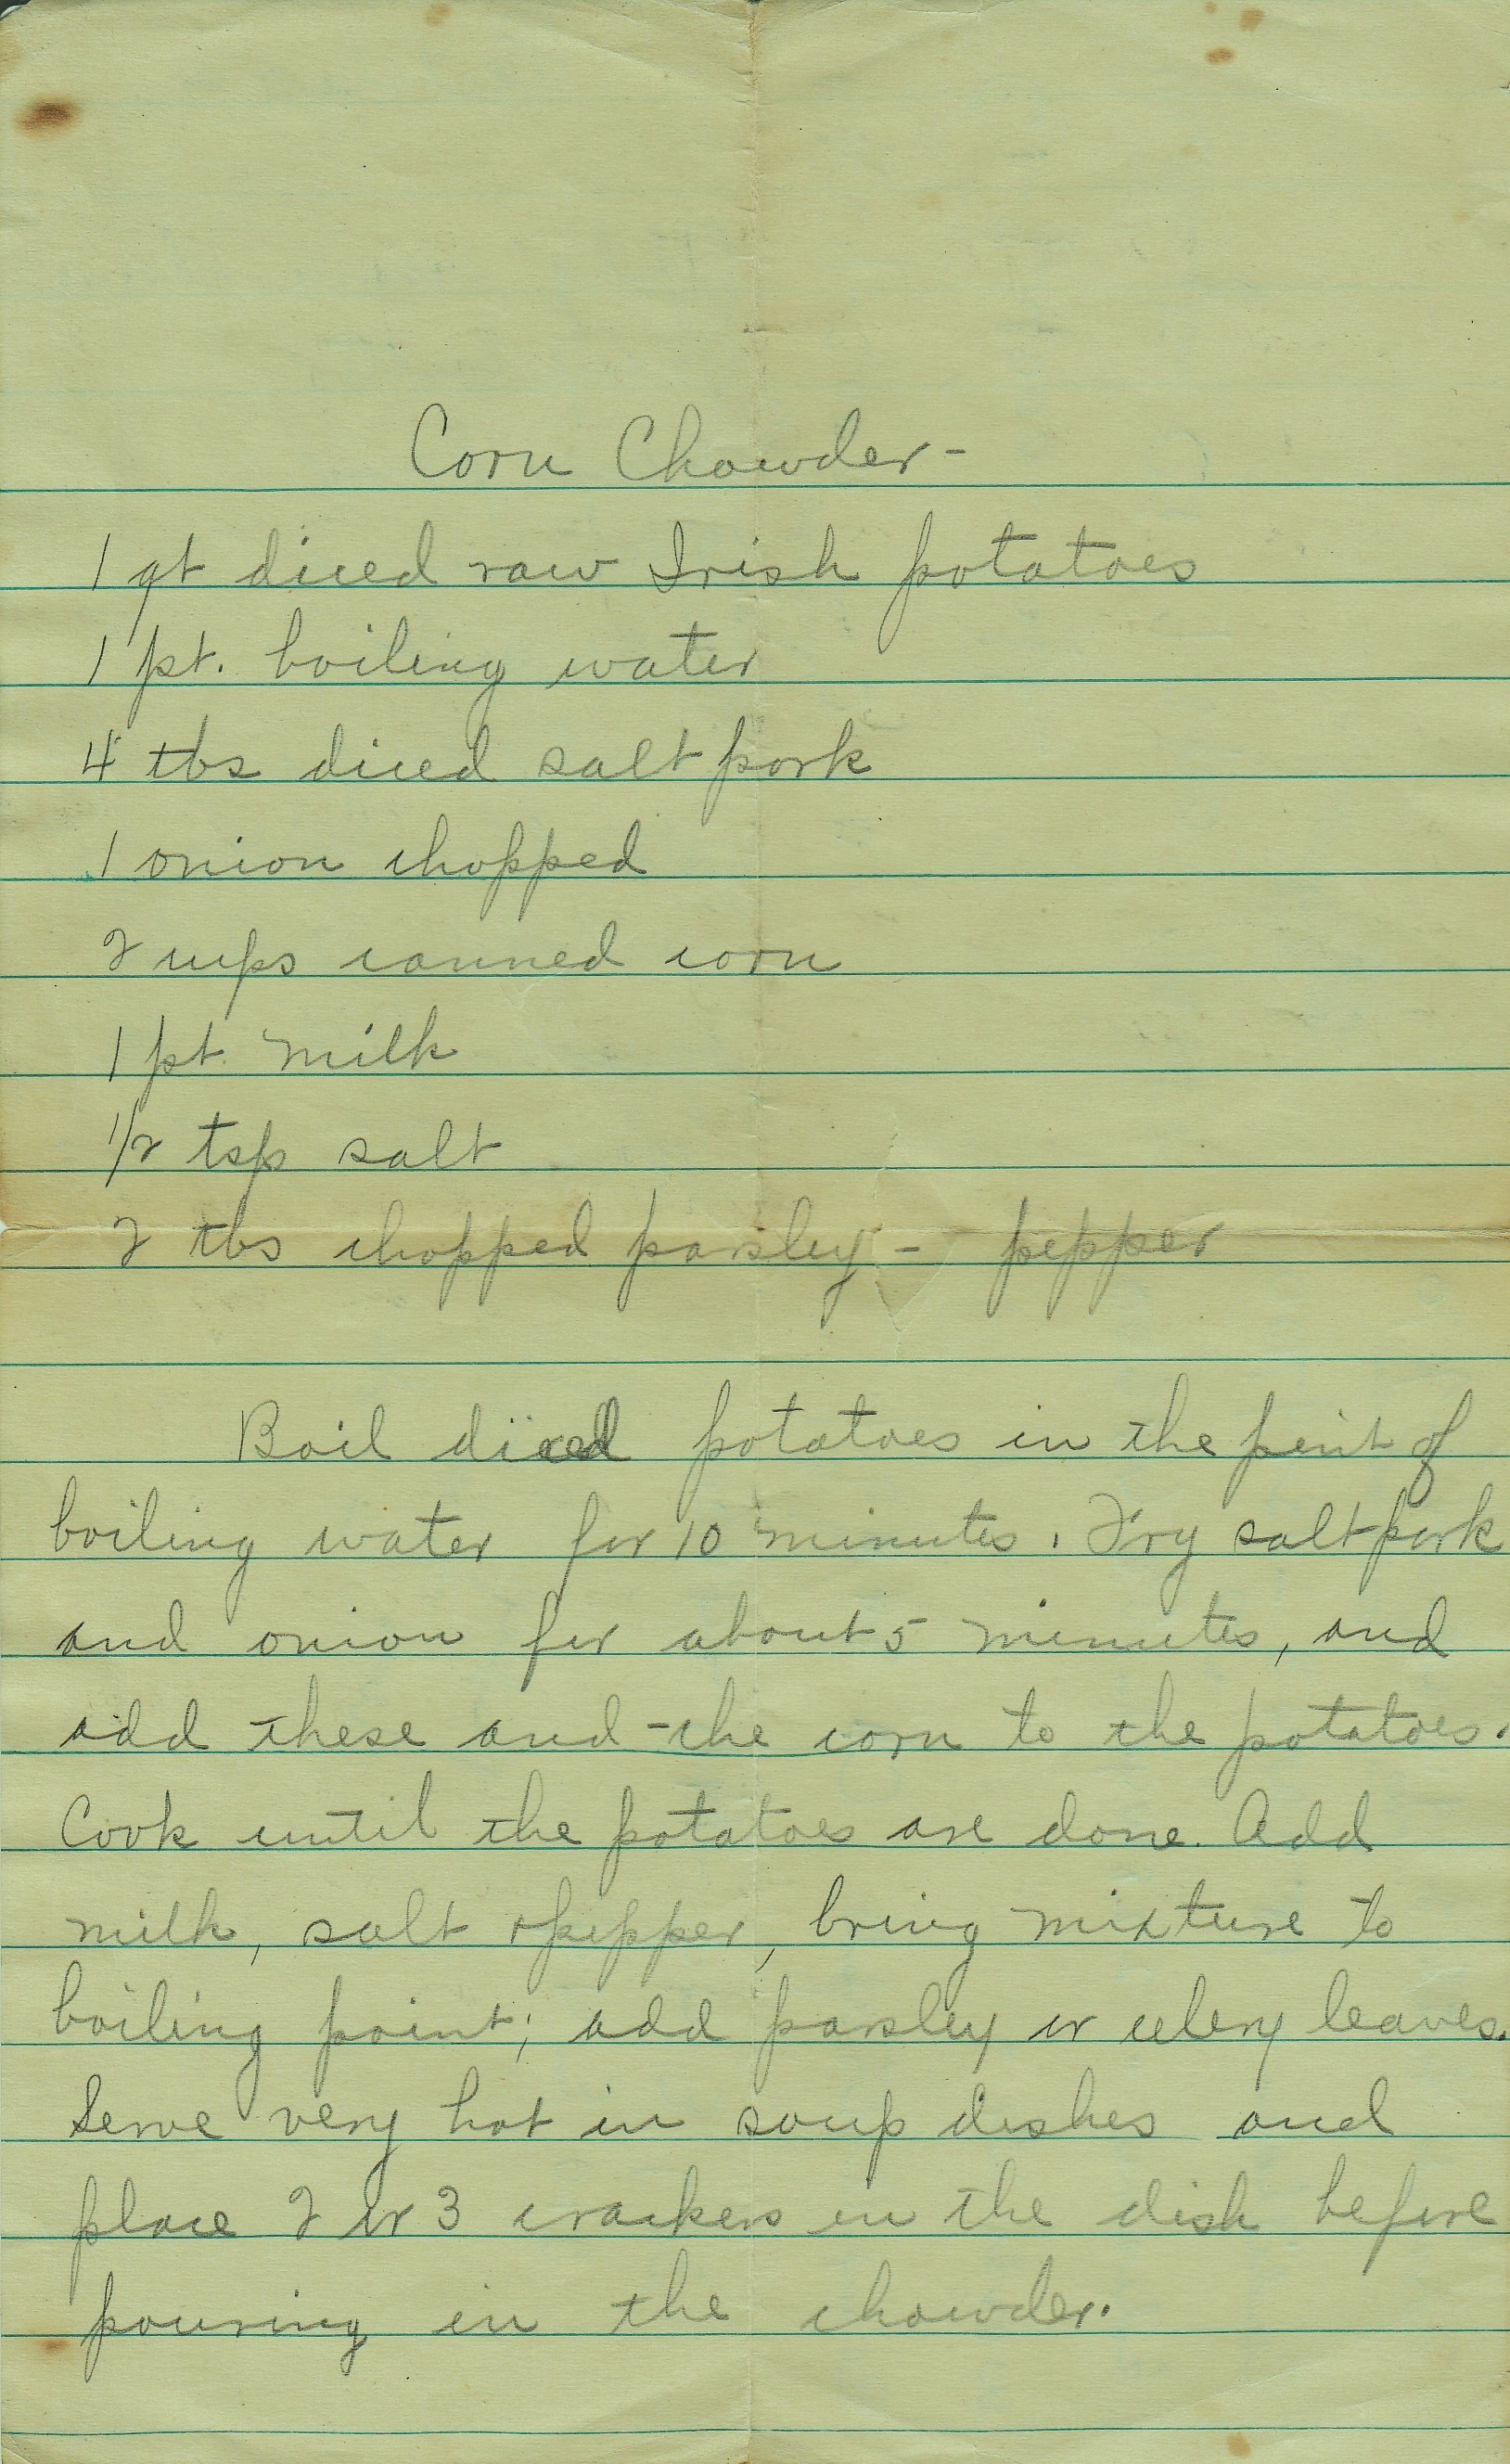 Corn Chowder -
1 qt diced raw Irish potatoes
1 pt. boiling water
4 tbs diced salt pork
1 onion chopped
2 cups canned corn
1 pt. milk
1/2 tsp salt
2 tbs chopped parsley - pepper
Boil diced potatoes in the pint of
boiling water for 10 minutes. Fry salt pork
and onion for about 5 minutes, and
add these and the corn to the potatoes.
Cook until the potatoes are done. Add
milk, salt + pepper, bring mixture to
boiling point; add parsley or celery leaves.
Serve very hot in soup dishes and
place 2 or 3 crackers in the dish before
pouring in the chowder.